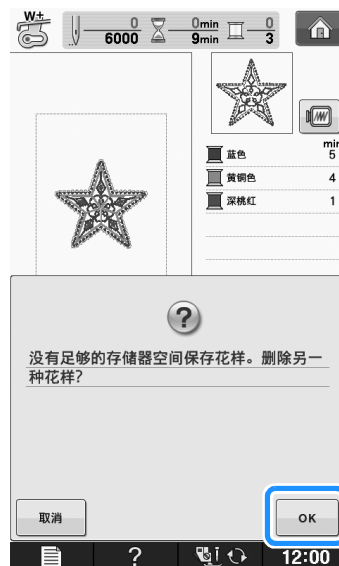 W±
0
6000
0min
9min
0
3
min
蓝色 5
黄铜色 4
深桃红 1
?
没有足够的存储器空间保存花样。删除另一
种花样?
取消
OK
?
12:00